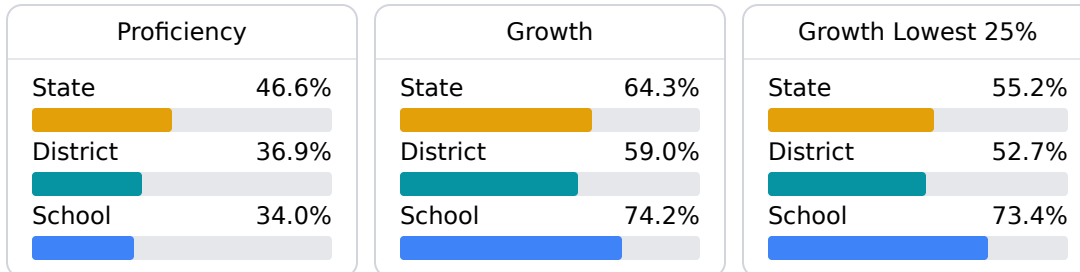 Proficiency
State 46.6%
District 36.9%
School 34.0%
Growth
State 64.3%
District 59.0%
School 74.2%
Growth Lowest 25%
State 55.2%
District 52.7%
School 73.4%